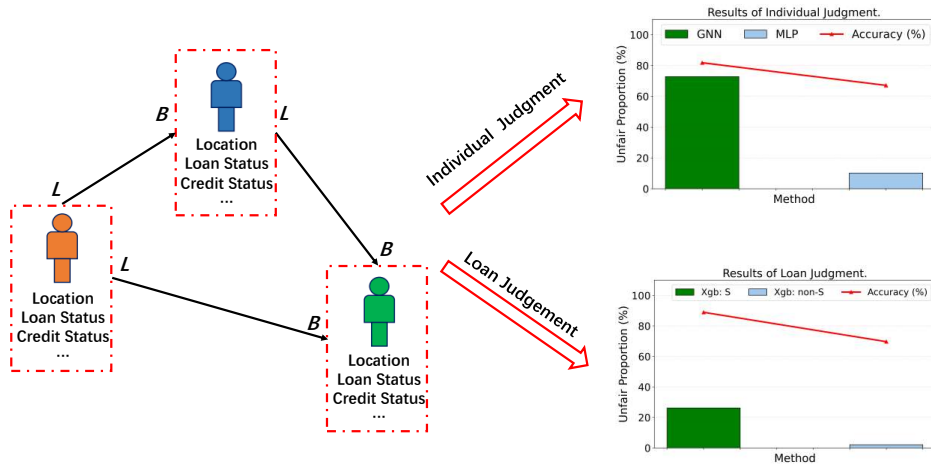 B
L
Location
Loan Status
Credit Status
...
L
L
Location
Loan Status
Credit Status
...
B
B
Location
Loan Status
Credit Status
...
Individual Judgment
Loan Judgement
Results of Individual Judgment.
GNN MLP Accuracy (%)
Unfair Proportion (%)
100
80
60
40
20
0
Method
Results of Loan Judgment.
Xgb: S Xgb: non-S Accuracy (%)
Unfair Proportion (%)
100
80
60
40
20
0
Method